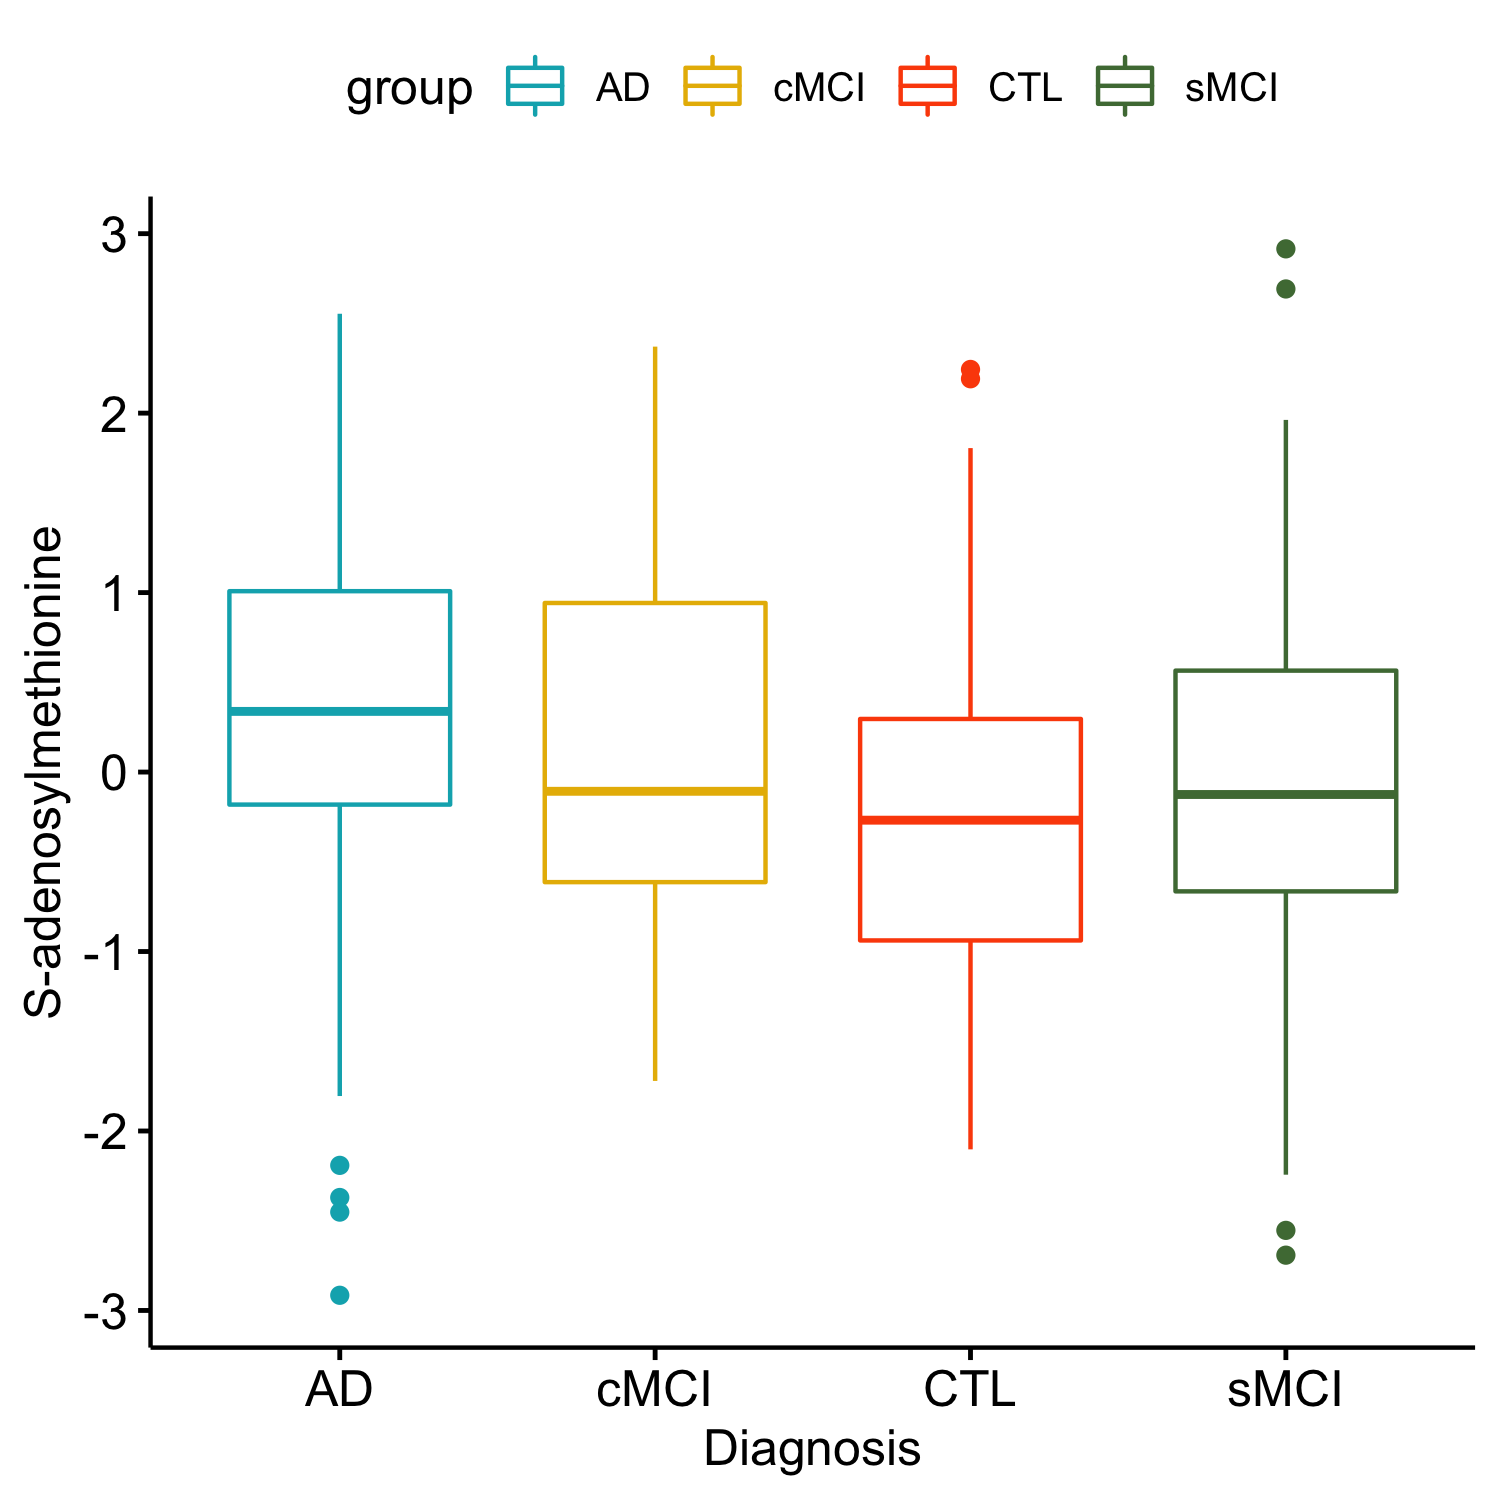 group AD cMCI CTL sMCI
S-adenosylmethionine
3
2
1
0
-1
-2
-3
AD cMCI CTL sMCI
Diagnosis